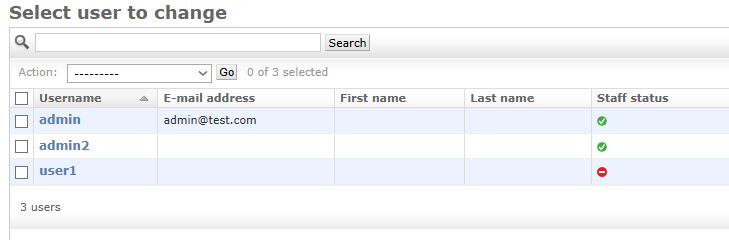 Select user to change
Search
Action: --------- Go 0 of 3 selected
Username E-mail address First name Last name Staff status
admin admin@test.com
admin2
user1
3 users